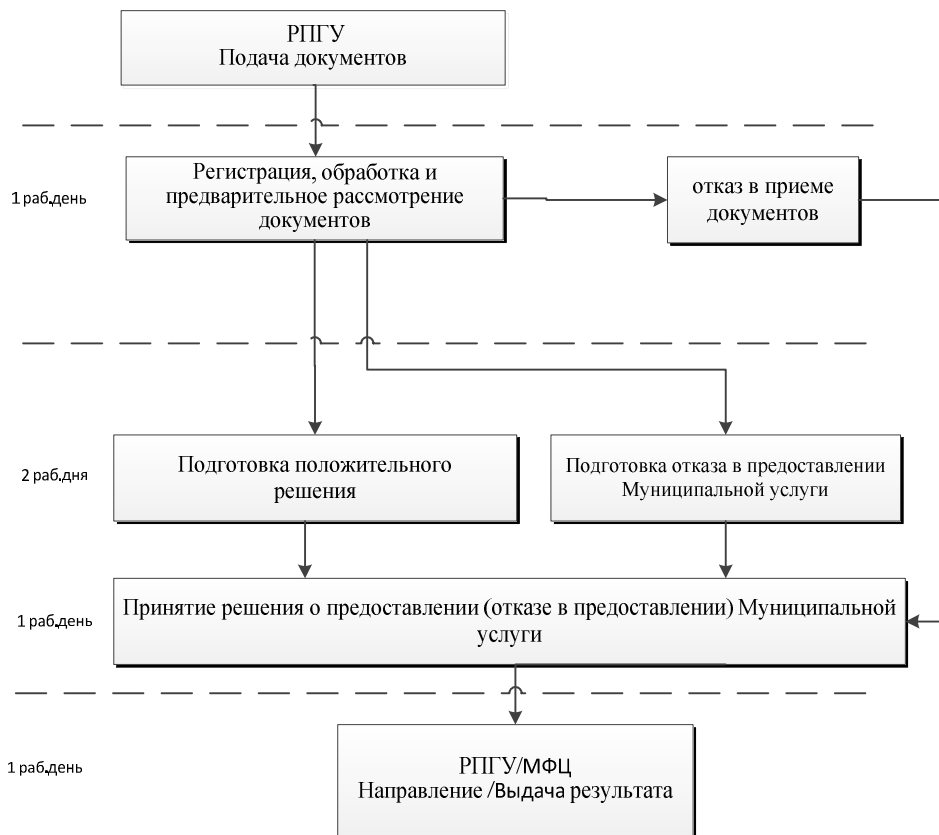 РПГУ
Подача документов
1 раб.день
Регистрация, обработка и
предварительное рассмотрение
документов
отказ в приеме
документов
2 раб.дня
Подготовка положительного
решения
Подготовка отказа в предоставлении
Муниципальной услуги
1 раб.день
Принятие решения о предоставлении (отказе в предоставлении) Муниципальной
услуги
1 раб.день
РПГУ/МФЦ
Направление /Выдача результата